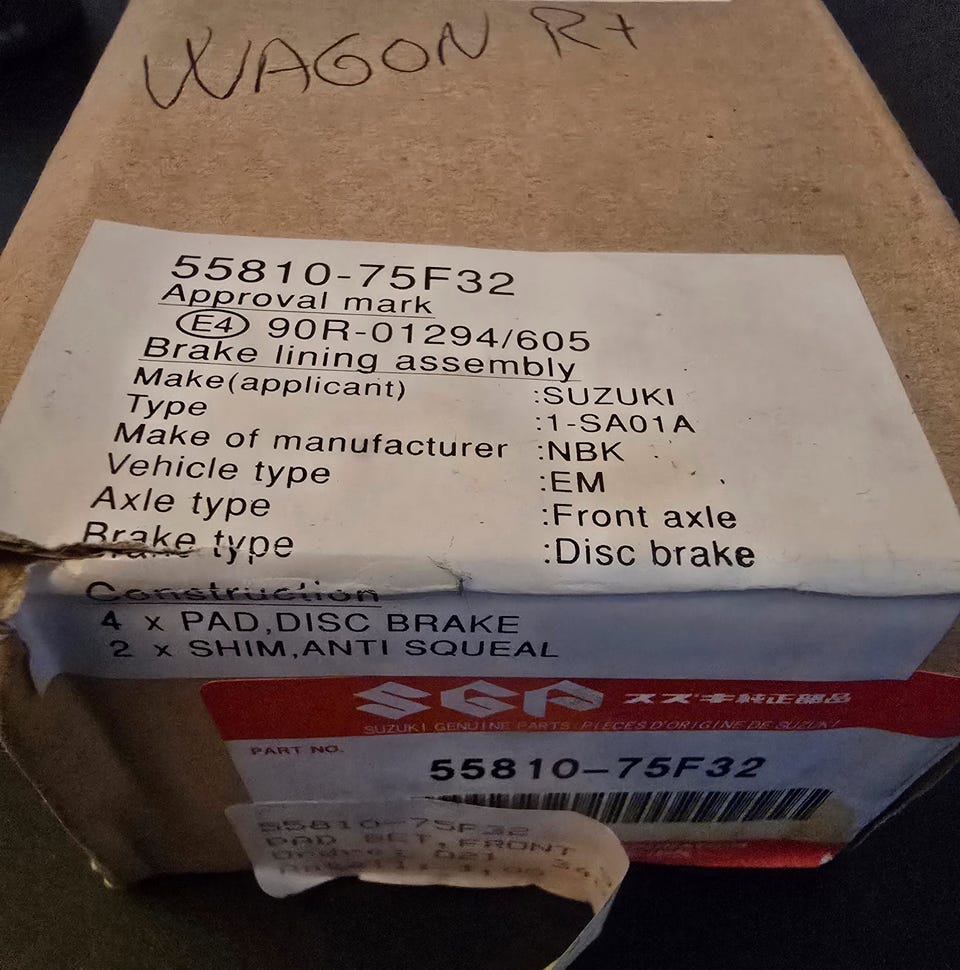 WAGON R+
55810-75F32
Approval mark
E4 90R-01294/605
Brake lining assembly
Make(applicant) :SUZUKI
Type :1-SA01A
Make of manufacturer :NBK
Vehicle type :EM
Axle type :Front axle
Brake type :Disc brake
Construction
4 x PAD,DISC BRAKE
2 x SHIM,ANTI SQUEAL
SGP スズキ純正部品
SUZUKI GENUINE PARTS·PIÈCES D'ORIGINE DE SUZUKI
PART NO.
55810-75F32
55810-75F32
PAD SET,FRONT